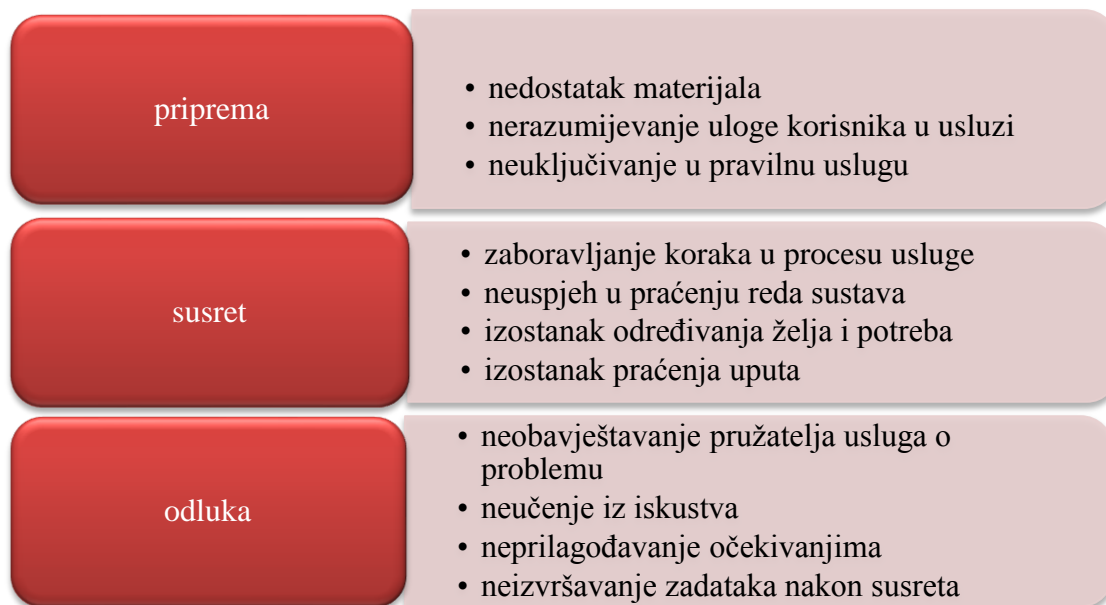 priprema
• nedostatak materijala
• nerazumijevanje uloge korisnika u usluzi
• neuključivanje u pravilnu uslugu
susret
• zaboravljanje koraka u procesu usluge
• neuspjeh u praćenju reda sustava
• izostanak određivanja želja i potreba
• izostanak praćenja uputa
odluka
• neobavještavanje pružatelja usluga o
problemu
• neučenje iz iskustva
• neprilagođavanje očekivanjima
• neizvršavanje zadataka nakon susreta